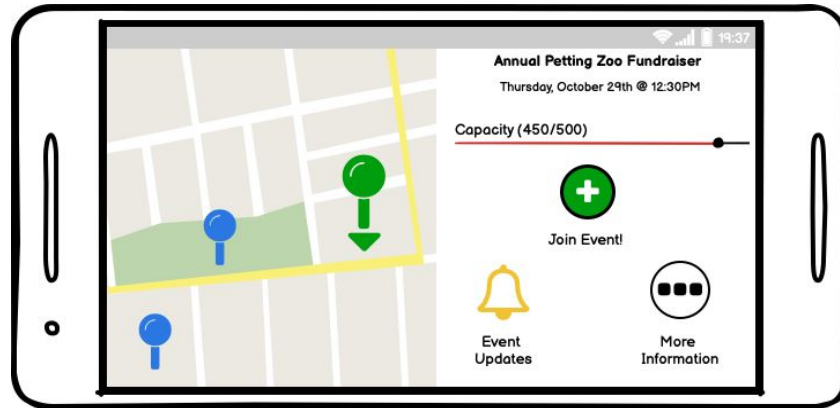 19:37
Annual Petting Zoo Fundraiser
Thursday, October 29th @ 12:30PM
Capacity (450/500)
Join Event!
Event
Updates
More
Information